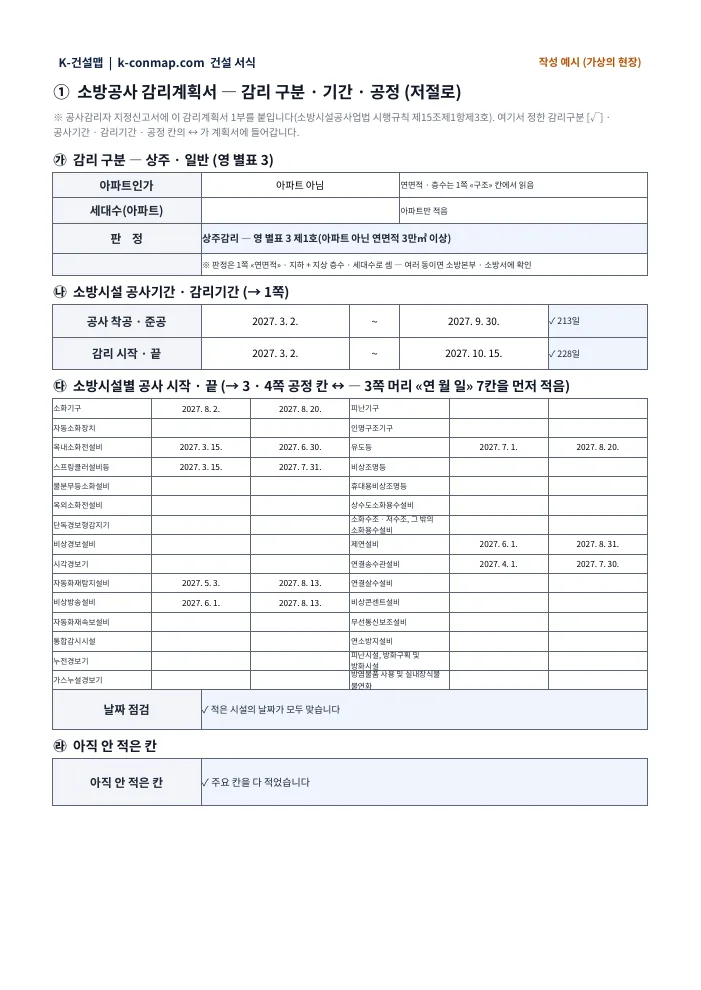 K-건설맵 | k-conmap.com 건설 서식
작성 예시 (가상의 현장)
① 소방공사 감리계획서 — 감리 구분 · 기간 · 공정 (저절로)
※ 공사감리자 지정신고서에 이 감리계획서 1부를 붙입니다(소방시설공사업법 시행규칙 제15조제1항제3호). 여기서 정한 감리구분 [√] ·
공사기간 · 감리기간 · 공정 칸의 ↔ 가 계획서에 들어갑니다.
㉮ 감리 구분 — 상주 · 일반 (영 별표 3)
아파트인가 아파트 아님 연면적 · 층수는 1쪽 «구조» 칸에서 읽음
세대수(아파트) 아파트만 적음
판 정 상주감리 — 영 별표 3 제1호(아파트 아닌 연면적 3만㎡ 이상)
※ 판정은 1쪽 «연면적» · 지하 + 지상 층수 · 세대수로 셈 — 여러 동이면 소방본부 · 소방서에 확인
㉯ 소방시설 공사기간 · 감리기간 (→ 1쪽)
공사 착공 · 준공 2027. 3. 2. ~ 2027. 9. 30. ✓ 213일
감리 시작 · 끝 2027. 3. 2. ~ 2027. 10. 15. ✓ 228일
㉰ 소방시설별 공사 시작 · 끝 (→ 3 · 4쪽 공정 칸 ↔ — 3쪽 머리 «연 월 일» 7칸을 먼저 적음)
소화기구 2027. 8. 2. 2027. 8. 20. 피난기구
자동소화장치 인명구조기구
옥내소화전설비 2027. 3. 15. 2027. 6. 30. 유도등 2027. 7. 1. 2027. 8. 20.
스프링클러설비등 2027. 3. 15. 2027. 7. 31. 비상조명등
물분무등소화설비 휴대용비상조명등
옥외소화전설비 상수도소화용수설비
단독경보형감지기 소화수조 · 저수조, 그 밖의
소화용수설비
비상경보설비 제연설비 2027. 6. 1. 2027. 8. 31.
시각경보기 연결송수관설비 2027. 4. 1. 2027. 7. 30.
자동화재탐지설비 2027. 5. 3. 2027. 8. 13. 연결살수설비
비상방송설비 2027. 6. 1. 2027. 8. 13. 비상콘센트설비
자동화재속보설비 무선통신보조설비
통합감시시설 연소방지설비
누전경보기 피난시설, 방화구획 및
방화시설
가스누설경보기 방염물품 사용 및 실내장식물
불연화
날짜 점검 ✓ 적은 시설의 날짜가 모두 맞습니다
㉱ 아직 안 적은 칸
아직 안 적은 칸 ✓ 주요 칸을 다 적었습니다